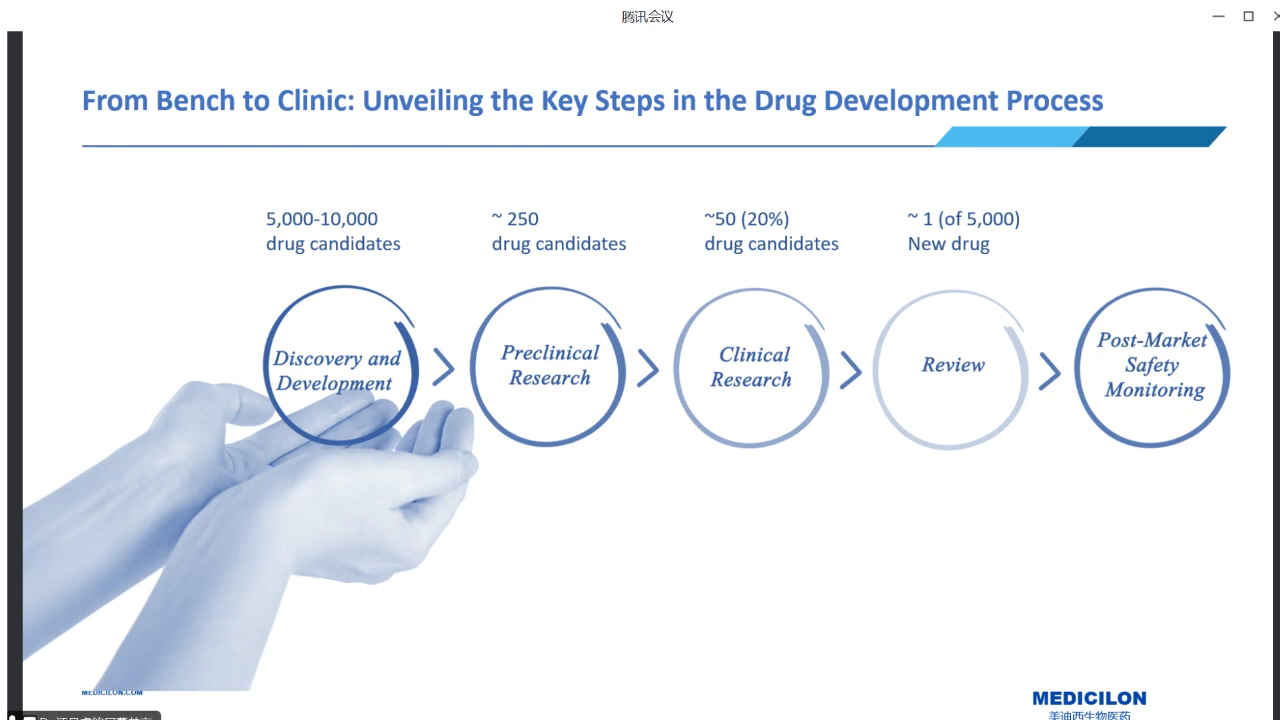 腾讯会议
From Bench to Clinic: Unveiling the Key Steps in the Drug Development Process
5,000-10,000
drug candidates
~ 250
drug candidates
~50 (20%)
drug candidates
~ 1 (of 5,000)
New drug
Discovery and
Development
Preclinical
Research
Clinical
Research
Review
Post-Market
Safety
Monitoring
MEDICILON.COM
MEDICILON
美迪西生物医药